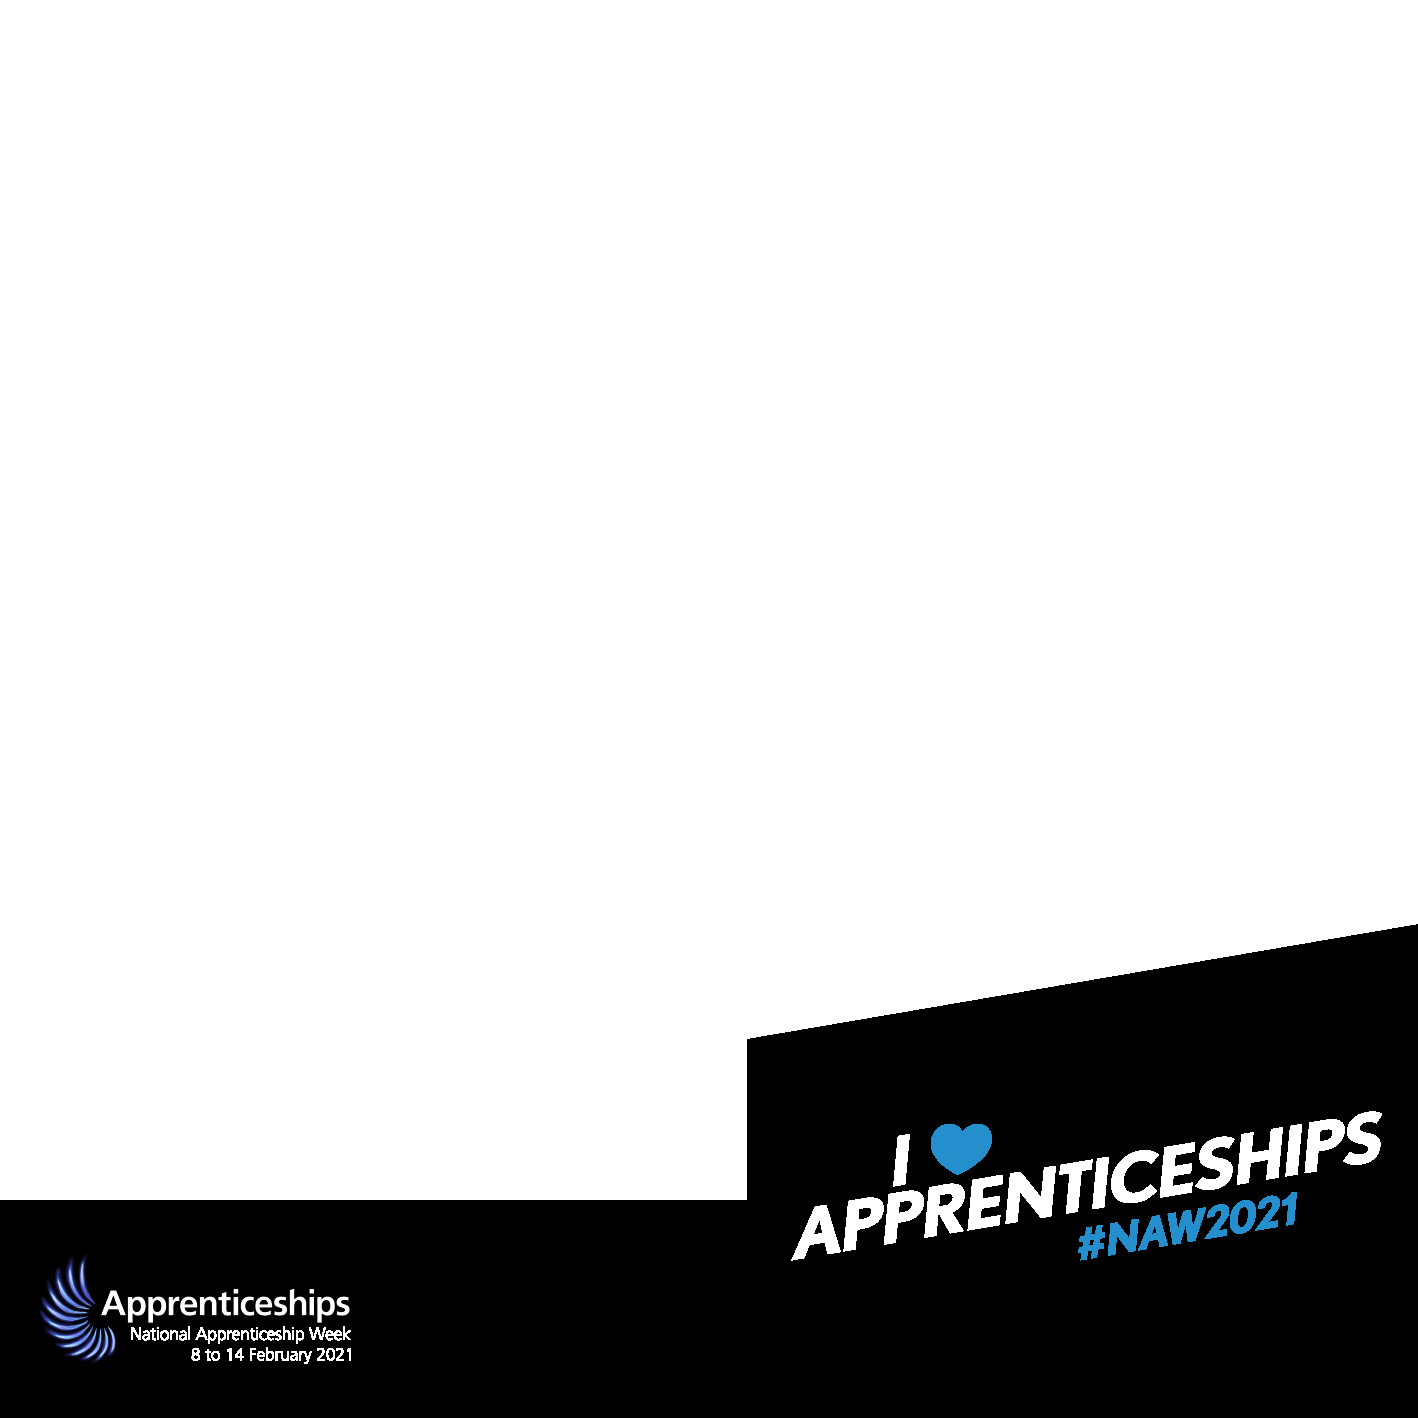 I
APPRENTICESHIPS
#NAW2021
Apprenticeships
National Apprenticeship Week
8 to 14 February 2021